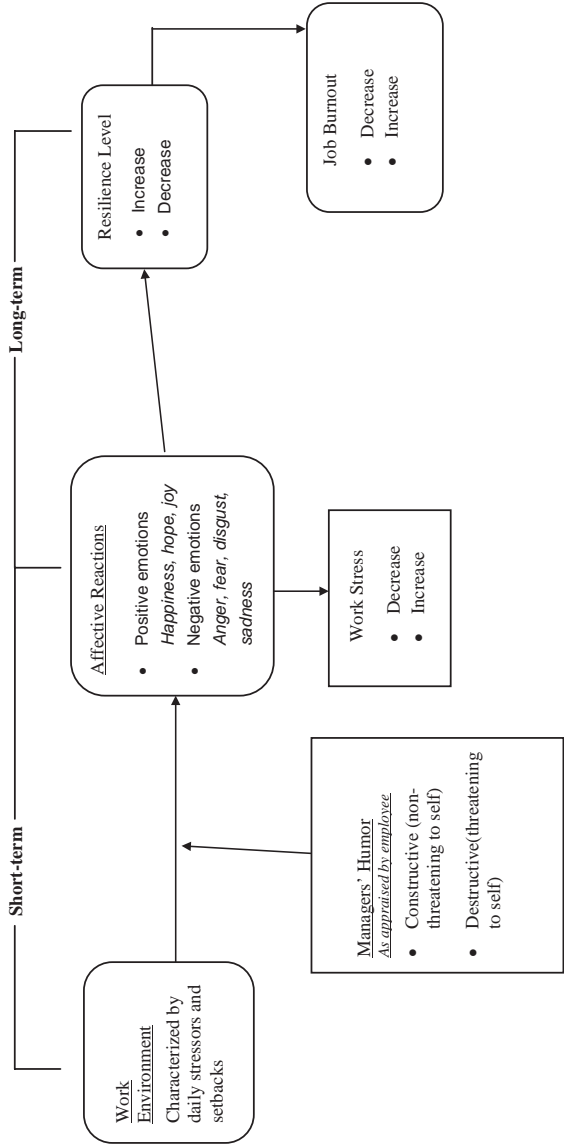 Short-term
Long-term
Work
Environment
Characterized by
daily stressors and
setbacks
Managers’ Humor
As appraised by employee
• Constructive (non-
threatening to self)
• Destructive(threatening
to self)
Affective Reactions
• Positive emotions
Happiness, hope, joy
• Negative emotions
Anger, fear, disgust,
sadness
Work Stress
• Decrease
• Increase
Resilience Level
• Increase
• Decrease
Job Burnout
• Decrease
• Increase